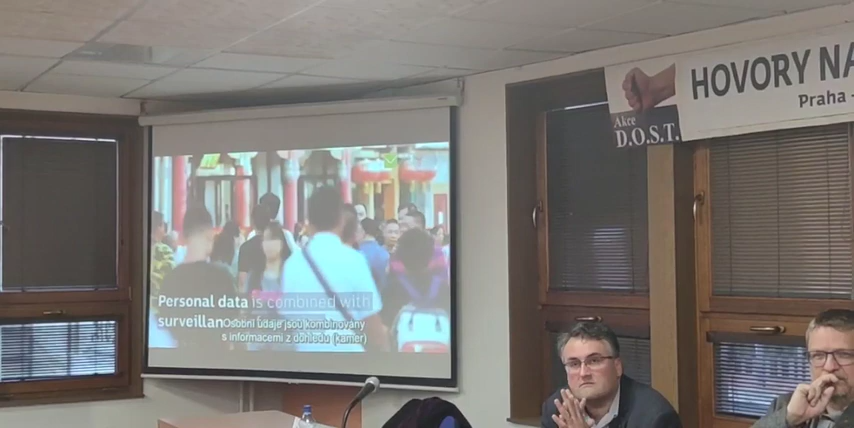 HOVORY NA
Praha -
Akce
D.O.S.T.
Personal data is combined with
surveillan
Osobní údaje jsou kombinovány
s informacemi z dohledu (kamer)